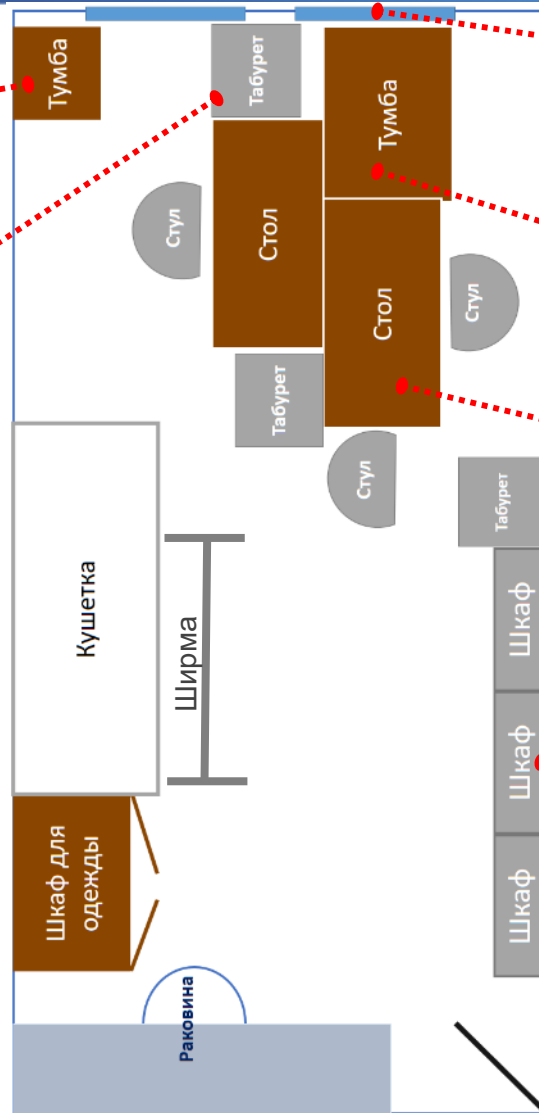 Тумба
Табурет
Тумба
Стул
Стол
Стол
Стул
Табурет
Стул
Табурет
Кушетка
Ширма
Шкаф
Шкаф
Шкаф
Шкаф для
одежды
Раковина